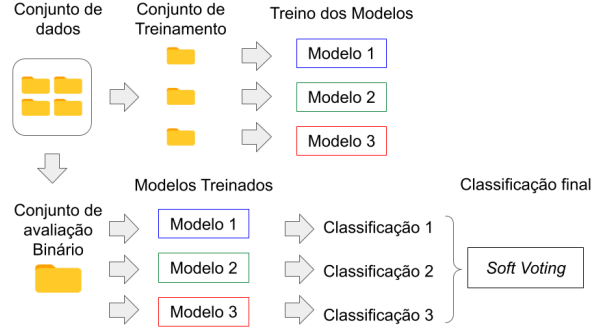 Conjunto de
dados
Conjunto de
Treinamento
Treino dos Modelos
Modelo 1
Modelo 2
Modelo 3
Modelos Treinados
Classificação final
Conjunto de
avaliação
Binário
Modelo 1
Modelo 2
Modelo 3
Classificação 1
Classificação 2
Classificação 3
Soft Voting